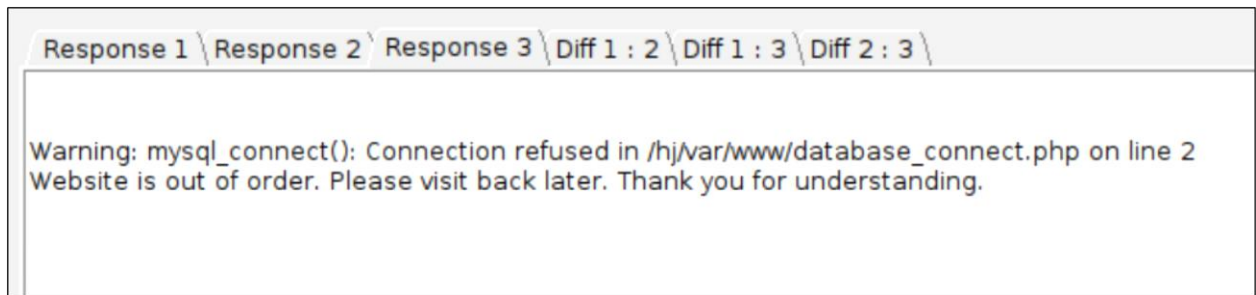 Response 1 Response 2 Response 3 Diff 1 : 2 Diff 1 : 3 Diff 2 : 3
Warning: mysql_connect(): Connection refused in /hj/var/www/database_connect.php on line 2
Website is out of order. Please visit back later. Thank you for understanding.